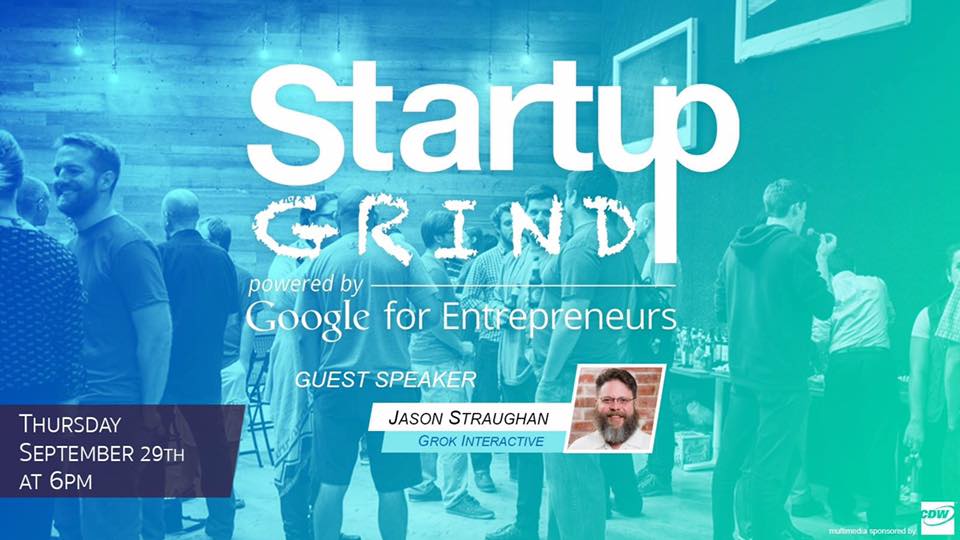 Startup
GRIND
powered by
Google for Entrepreneurs
GUEST SPEAKER
JASON STRAUGHAN
GROK INTERACTIVE
THURSDAY
SEPTEMBER 29TH
AT 6PM
multimedia sponsored by
CDW